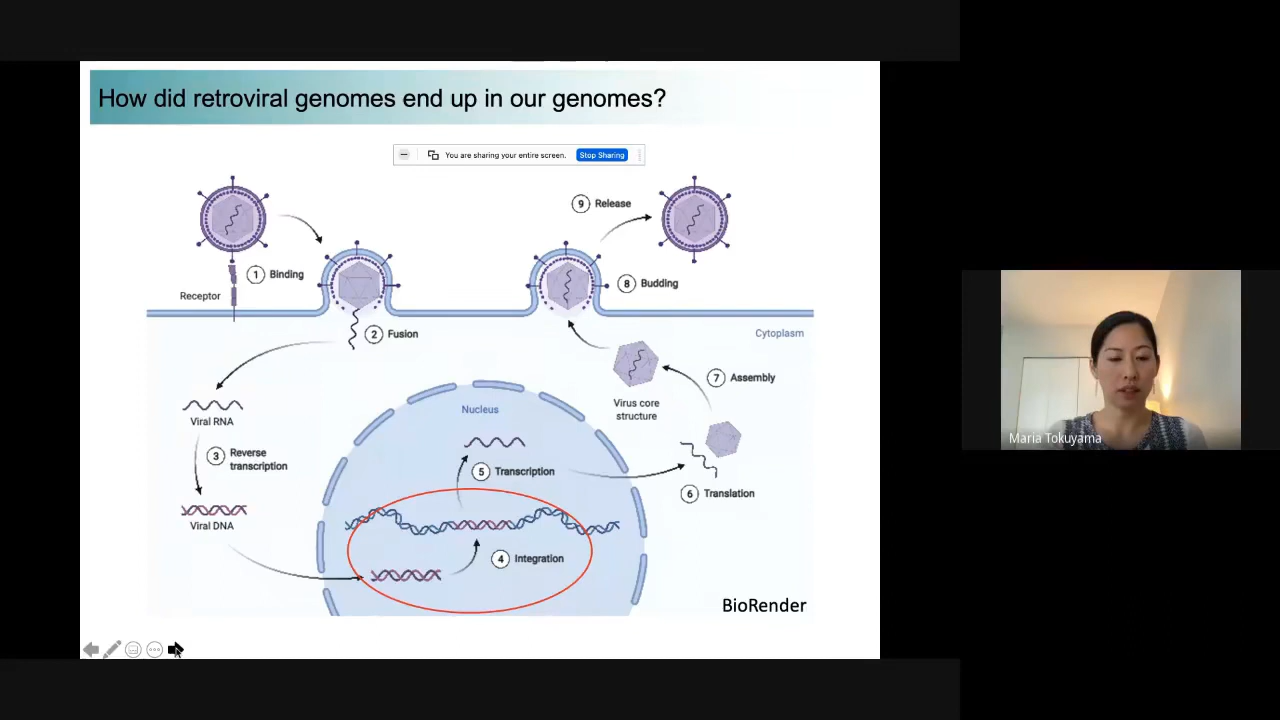 How did retroviral genomes end up in our genomes?
You are sharing your entire screen.
Stop Sharing
9 Release
1 Binding
8 Budding
Receptor
2 Fusion
Cytoplasm
7 Assembly
Virus core
structure
Nucleus
Viral RNA
3 Reverse
transcription
5 Transcription
6 Translation
Viral DNA
4 Integration
BioRender
Maria Tokuyama